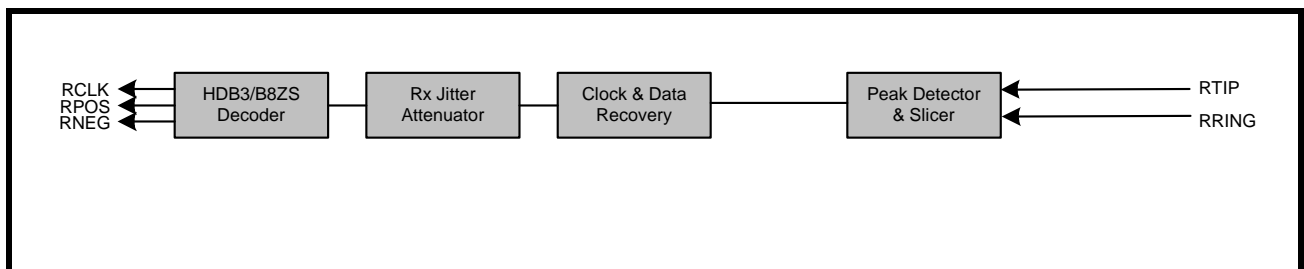 RCLK
RPOS
RNEG
HDB3/B8ZS
Decoder
Rx Jitter
Attenuator
Clock & Data
Recovery
Peak Detector
& Slicer
RTIP
RRING